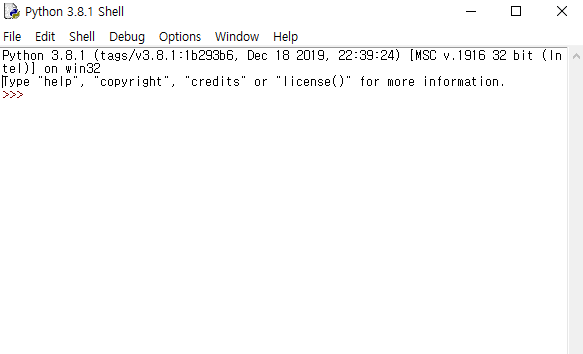 Python 3.8.1 Shell
File Edit Shell Debug Options Window Help
Python 3.8.1 (tags/v3.8.1:1b293b6, Dec 18 2019, 22:39:24) [MSC v.1916 32 bit (In
tel)] on win32
Type "help", "copyright", "credits" or "license()" for more information.
>>>